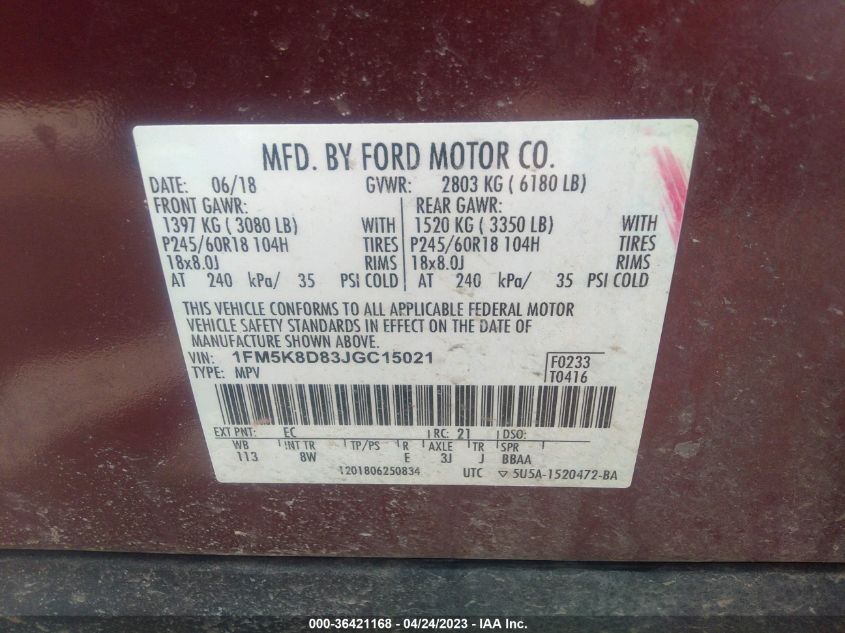 MFD. BY FORD MOTOR CO.
DATE: 06/18 GVWR: 2803 KG ( 6180 LB)
FRONT GAWR: REAR GAWR:
1397 KG ( 3080 LB) WITH 1520 KG ( 3350 LB) WITH
P245/60R18 104H TIRES P245/60R18 104H TIRES
18x8.0J RIMS 18x8.0J RIMS
AT 240 kPa/ 35 PSI COLD AT 240 kPa/ 35 PSI COLD
THIS VEHICLE CONFORMS TO ALL APPLICABLE FEDERAL MOTOR
VEHICLE SAFETY STANDARDS IN EFFECT ON THE DATE OF
MANUFACTURE SHOWN ABOVE.
VIN: 1FM5K8D83JGC15021 F0233
TYPE: MPV T0416
EXT PNT: EC RC: 21 DSO:
WB INT TR TP/PS R AXLE TR SPR
113 8W E 3J J BBAA
1201806250834 UTC ▽ 5U5A-1520472-BA
000-36421168 - 04/24/2023 - IAA Inc.